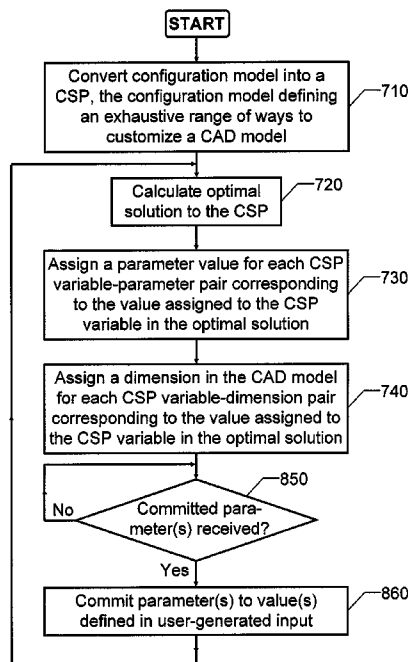 START
Convert configuration model into a
CSP, the configuration model defining
an exhaustive range of ways to
customize a CAD model
710
Calculate optimal
solution to the CSP
720
Assign a parameter value for each CSP
variable-parameter pair corresponding
to the value assigned to the CSP
variable in the optimal solution
730
Assign a dimension in the CAD model
for each CSP variable-dimension pair
corresponding to the value assigned to
the CSP variable in the optimal solution
740
850
Committed para-
meter(s) received?
No
Yes
Commit parameter(s) to value(s)
defined in user-generated input
860